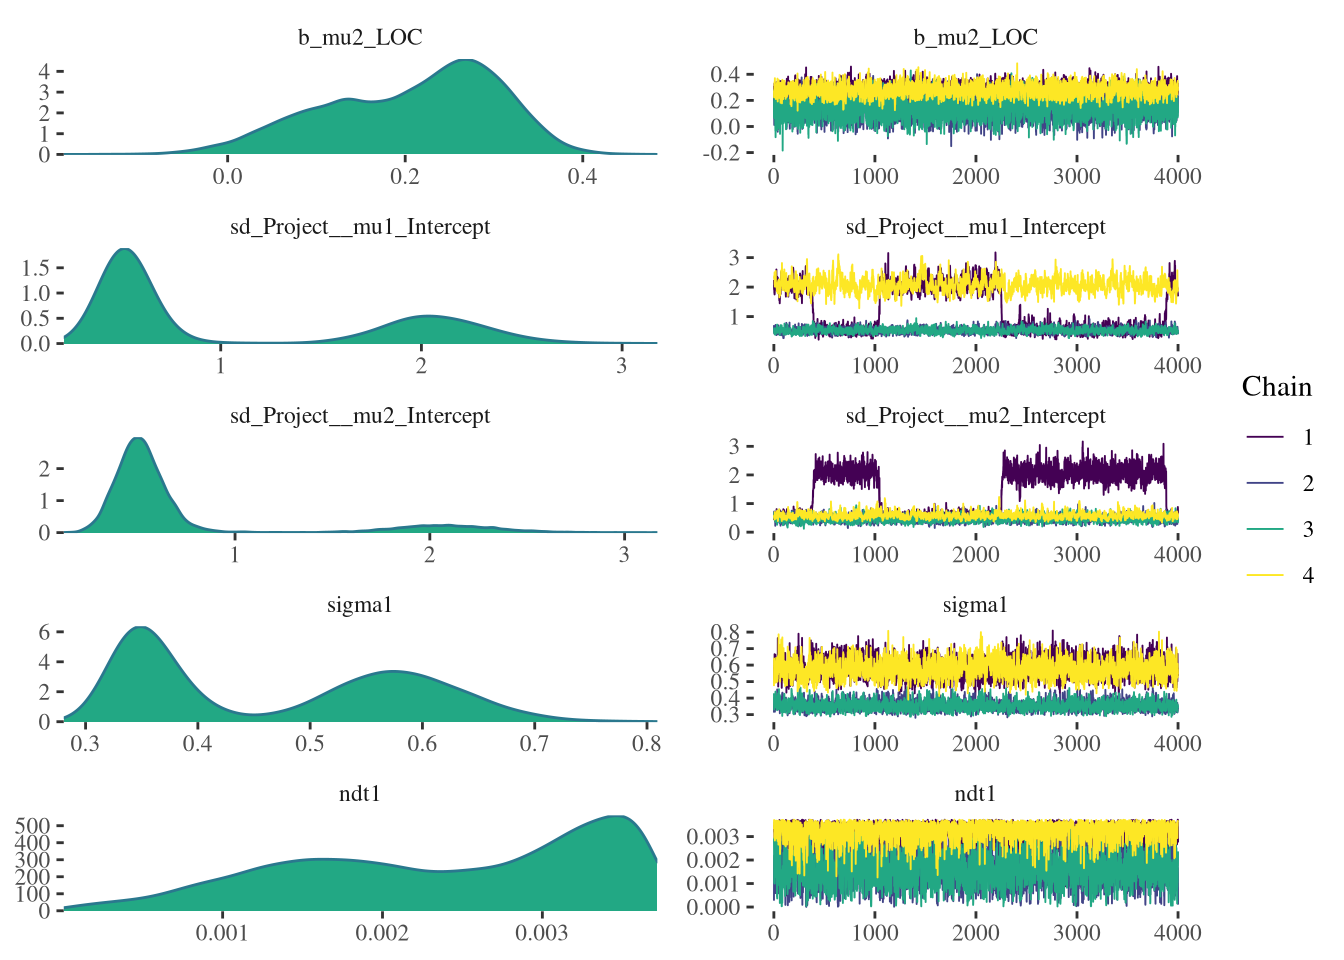 b_mu2_LOC
4
3
2
1
0
0.0 0.2 0.4
b_mu2_LOC
0.4
0.2
0.0
-0.2
0 1000 2000 3000 4000
sd_Project__mu1_Intercept
1.5
1.0
0.5
0.0
1 2 3
sd_Project__mu1_Intercept
3
2
1
0 1000 2000 3000 4000
sd_Project__mu2_Intercept
2
1
0
1 2 3
sd_Project__mu2_Intercept
3
2
1
0
0 1000 2000 3000 4000
sigma1
6
4
2
0
0.3 0.4 0.5 0.6 0.7 0.8
sigma1
0.8
0.7
0.6
0.5
0.4
0.3
0 1000 2000 3000 4000
ndt1
500
400
300
200
100
0
0.001 0.002 0.003
ndt1
0.003
0.002
0.001
0.000
0 1000 2000 3000 4000
Chain
1
2
3
4